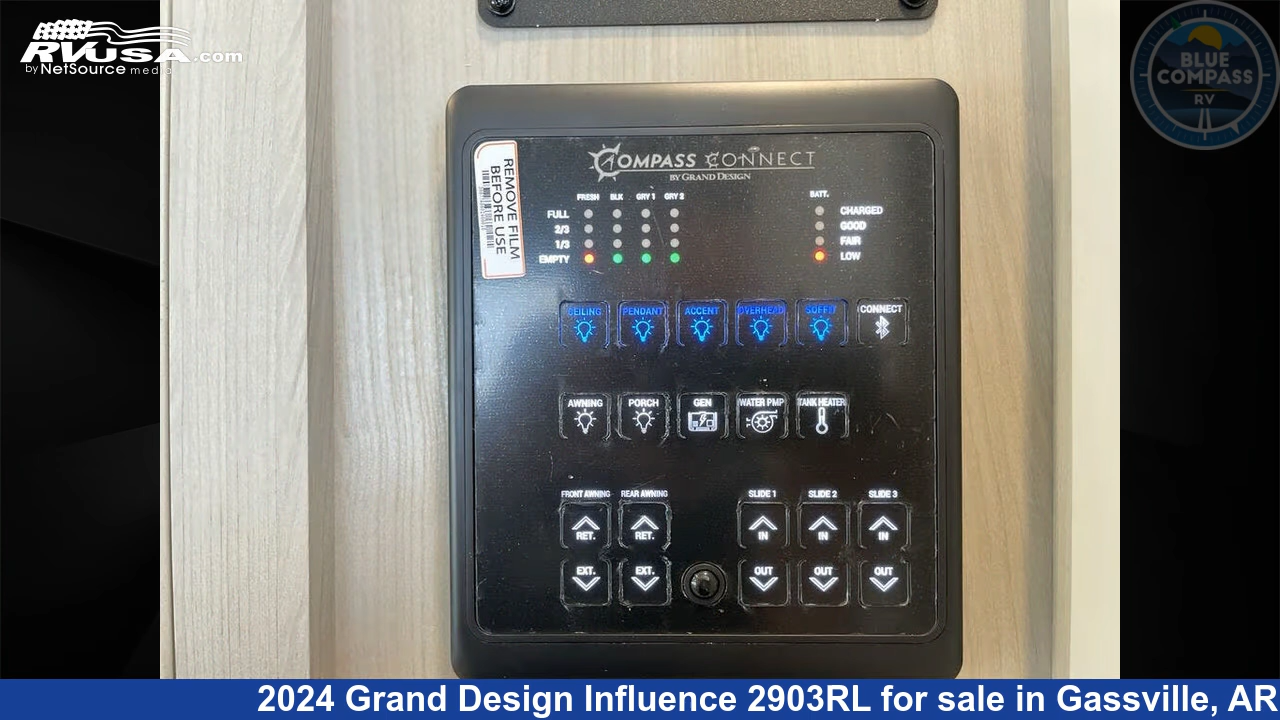 RVUSA.com
by NetSource media
BLUE
COMPASS
RV
REMOVE FILM
BEFORE USE
COMPASS CONNECT
BY GRAND DESIGN
FRESH BLK GRY 1 GRY 2 BATT.
FULL CHARGED
2/3 GOOD
1/3 FAIR
EMPTY LOW
CEILING PENDANT ACCENT OVERHEAD SOFFIT CONNECT
AWNING PORCH GEN WATER PMP TANK HEATER
FRONT AWNING REAR AWNING SLIDE 1 SLIDE 2 SLIDE 3
RET. RET. IN IN IN
EXT. EXT. OUT OUT OUT
2024 Grand Design Influence 2903RL for sale in Gassville, AR